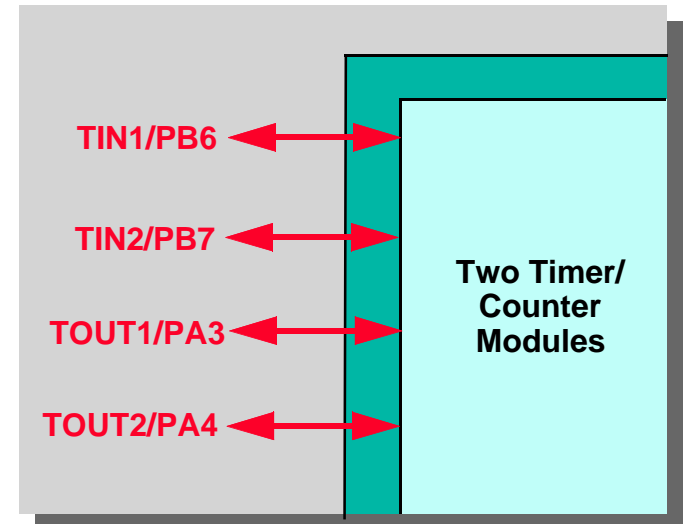 TIN1/PB6
TIN2/PB7
TOUT1/PA3
TOUT2/PA4
Two Timer/
Counter
Modules